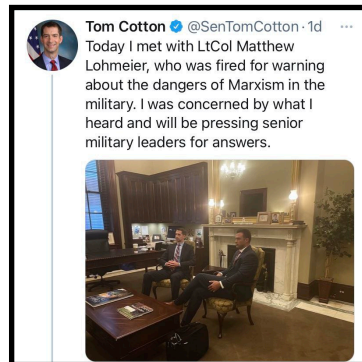 Tom Cotton @SenTomCotton · 1d ...
Today I met with LtCol Matthew
Lohmeier, who was fired for warning
about the dangers of Marxism in the
military. I was concerned by what I
heard and will be pressing senior
military leaders for answers.